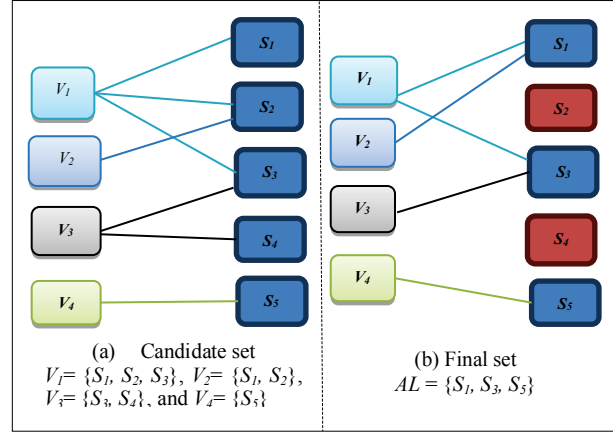 V1
V2
V3
V4
S1
S2
S3
S4
S5
(a) Candidate set
V1= {S1, S2, S3}, V2= {S1, S2},
V3= {S3, S4}, and V4= {S5}
V1
V2
V3
V4
S1
S2
S3
S4
S5
(b) Final set
AL = {S1, S3, S5}